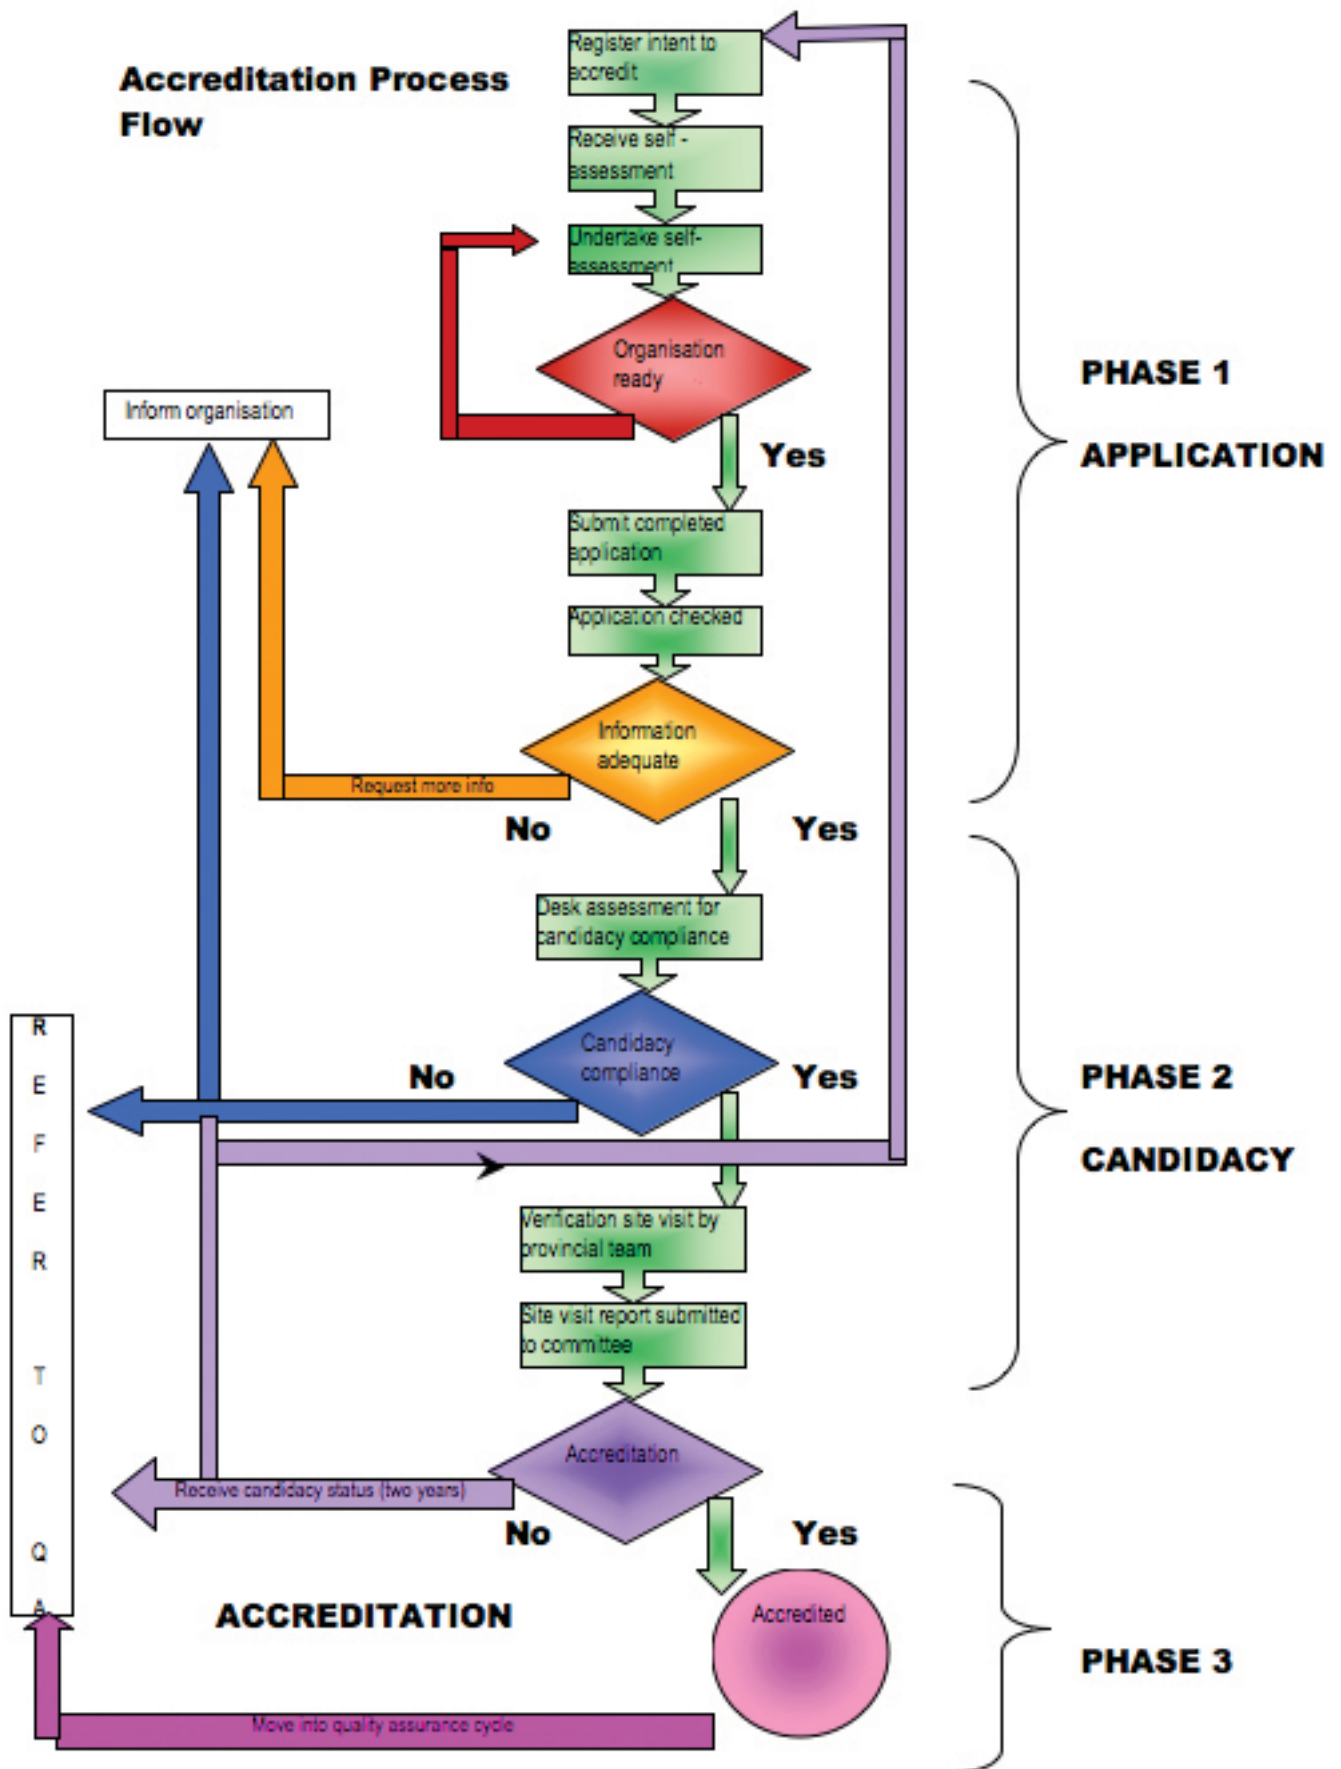 Accreditation Process
Flow
Register intent to
accredit
Receive self -
assessment
Undertake self-
assessment
Organisation
ready
Inform organisation
Yes
PHASE 1
APPLICATION
Submit completed
application
Application checked
Information
adequate
Request more info
No
Yes
Desk assessment for
candidacy compliance
Candidacy
compliance
No
Yes
PHASE 2
CANDIDACY
R
E
F
E
R
T
O
Q
A
Verification site visit by
provincial team
Site visit report submitted
to committee
Accreditation
Receive candidacy status (two years)
No
Yes
Accredited
ACCREDITATION
PHASE 3
Move into quality assurance cycle